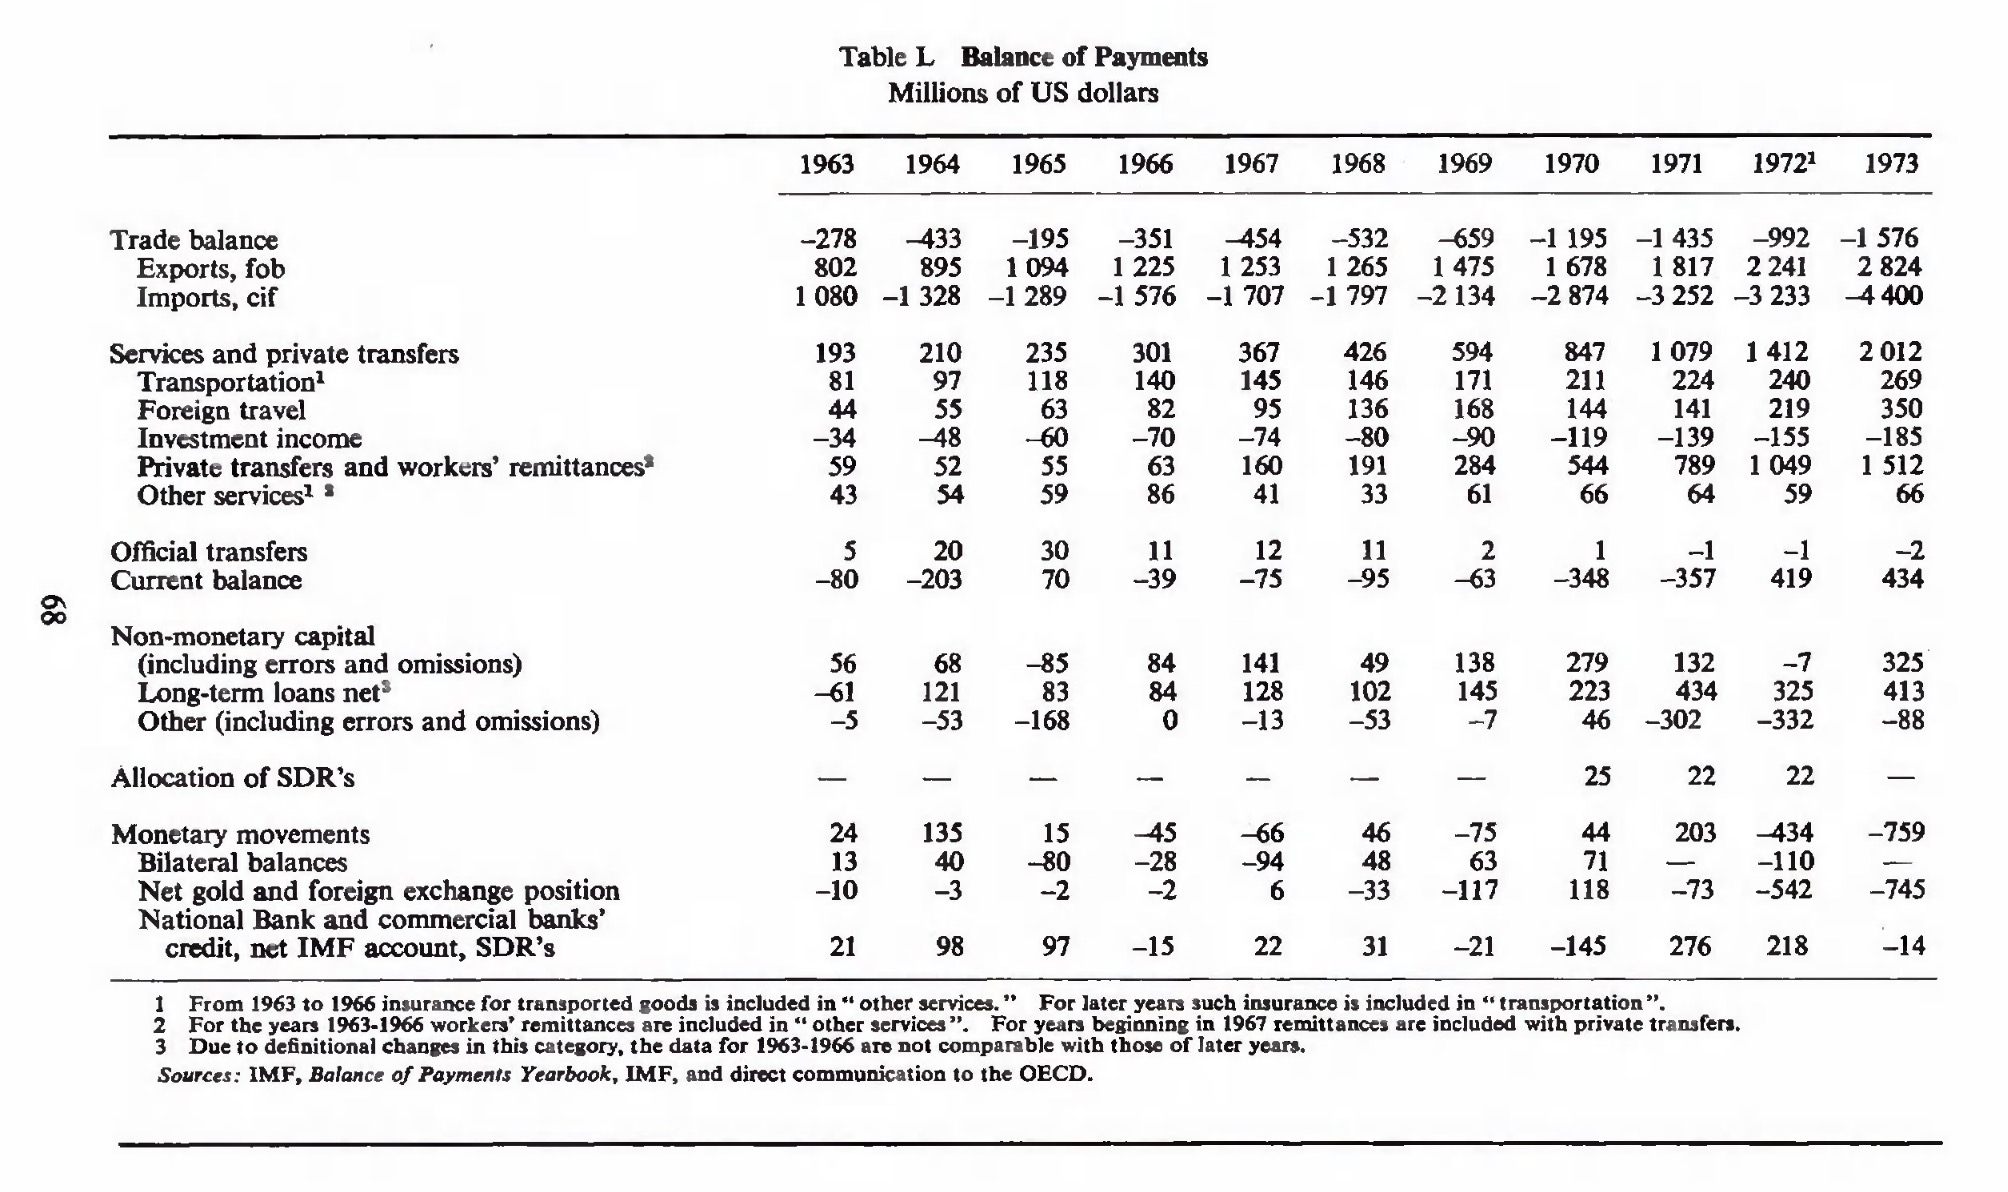 Table L Balance of Payments
Millions of US dollars
1963 1964 1965 1966 1967 1968 1969 1970 1971 1972¹ 1973
Trade balance –278 –433 –195 –351 –454 –532 –659 –1 195 –1 435 –992 –1 576
Exports, fob 802 895 1 094 1 225 1 253 1 265 1 475 1 678 1 817 2 241 2 824
Imports, cif 1 080 –1 328 –1 289 –1 576 –1 707 –1 797 –2 134 –2 874 –3 252 –3 233 –4 400
Services and private transfers 193 210 235 301 367 426 594 847 1 079 1 412 2 012
Transportation¹ 81 97 118 140 145 146 171 211 224 240 269
Foreign travel 44 55 63 82 95 136 168 144 141 219 350
Investment income –34 –48 –60 –70 –74 –80 –90 –119 –139 –155 –185
Private transfers and workers’ remittances² 59 52 55 63 160 191 284 544 789 1 049 1 512
Other services¹ ² 43 54 59 86 41 33 61 66 64 59 66
Official transfers 5 20 30 11 12 11 2 1 –1 –1 –2
Current balance –80 –203 70 –39 –75 –95 –63 –348 –357 419 434
68
Non-monetary capital
(including errors and omissions) 56 68 –85 84 141 49 138 279 132 –7 325
Long-term loans net³ –61 121 83 84 128 102 145 223 434 325 413
Other (including errors and omissions) –5 –53 –168 0 –13 –53 –7 46 –302 –332 –88
Allocation of SDR’s — — — — — — — 25 22 22 —
Monetary movements 24 135 15 –45 –66 46 –75 44 203 –434 –759
Bilateral balances 13 40 –80 –28 –94 48 63 71 — –110 —
Net gold and foreign exchange position –10 –3 –2 –2 6 –33 –117 118 –73 –542 –745
National Bank and commercial banks’
credit, net IMF account, SDR’s 21 98 97 –15 22 31 –21 –145 276 218 –14
1 From 1963 to 1966 insurance for transported goods is included in “ other services.” For later years such insurance is included in “ transportation ”.
2 For the years 1963-1966 workers’ remittances are included in “ other services ”. For years beginning in 1967 remittances are included with private transfers.
3 Due to definitional changes in this category, the data for 1963-1966 are not comparable with those of later years.
Sources: IMF, Balance of Payments Yearbook, IMF, and direct communication to the OECD.